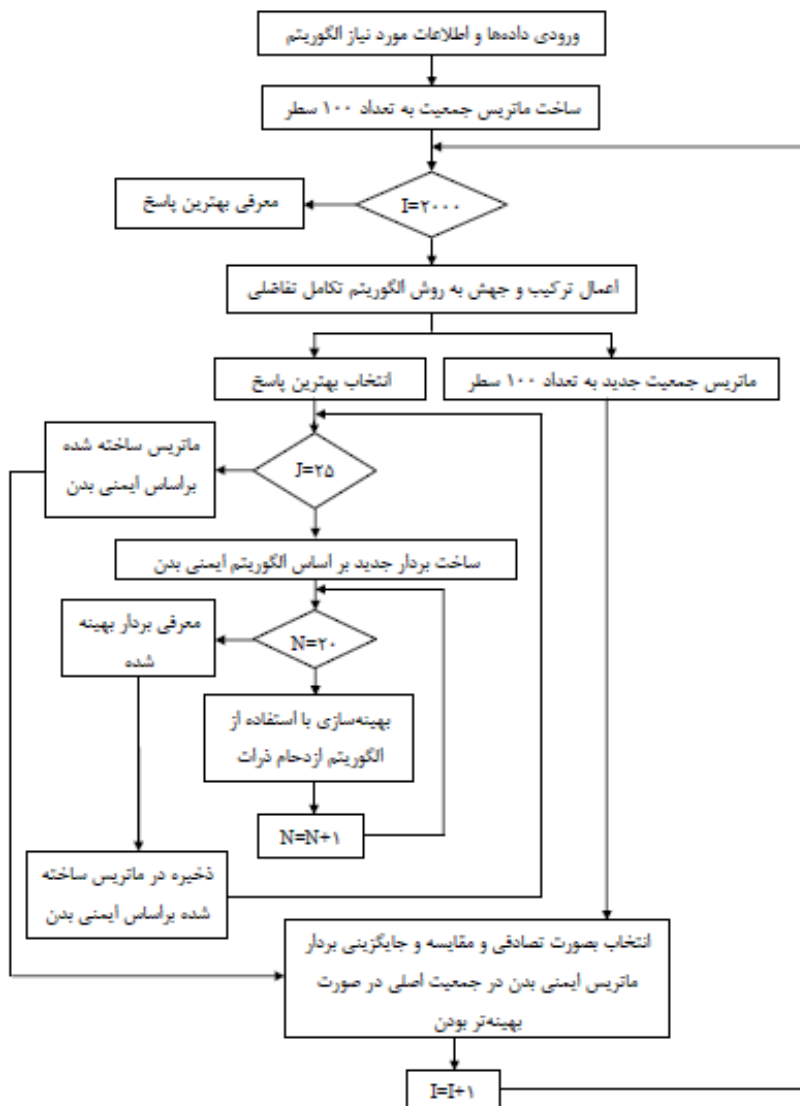 ورودی داده‌ها و اطلاعات مورد نیاز الگوریتم
ساخت ماتریس جمعیت به تعداد ۱۰۰ سطر
I=۲۰۰۰
معرفی بهترین پاسخ
اعمال ترکیب و جهش به روش الگوریتم تکامل تفاضلی
انتخاب بهترین پاسخ
ماتریس جمعیت جدید به تعداد ۱۰۰ سطر
J=۲۵
ماتریس ساخته شده
براساس ایمنی بدن
ساخت بردار جدید بر اساس الگوریتم ایمنی بدن
N=۲۰
معرفی بردار بهینه
شده
بهینه‌سازی با استفاده از
الگوریتم ازدحام ذرات
N=N+۱
ذخیره در ماتریس ساخته
شده براساس ایمنی بدن
انتخاب بصورت تصادفی و مقایسه و جایگزینی بردار
ماتریس ایمنی بدن در جمعیت اصلی در صورت
بهینه‌تر بودن
I=I+۱